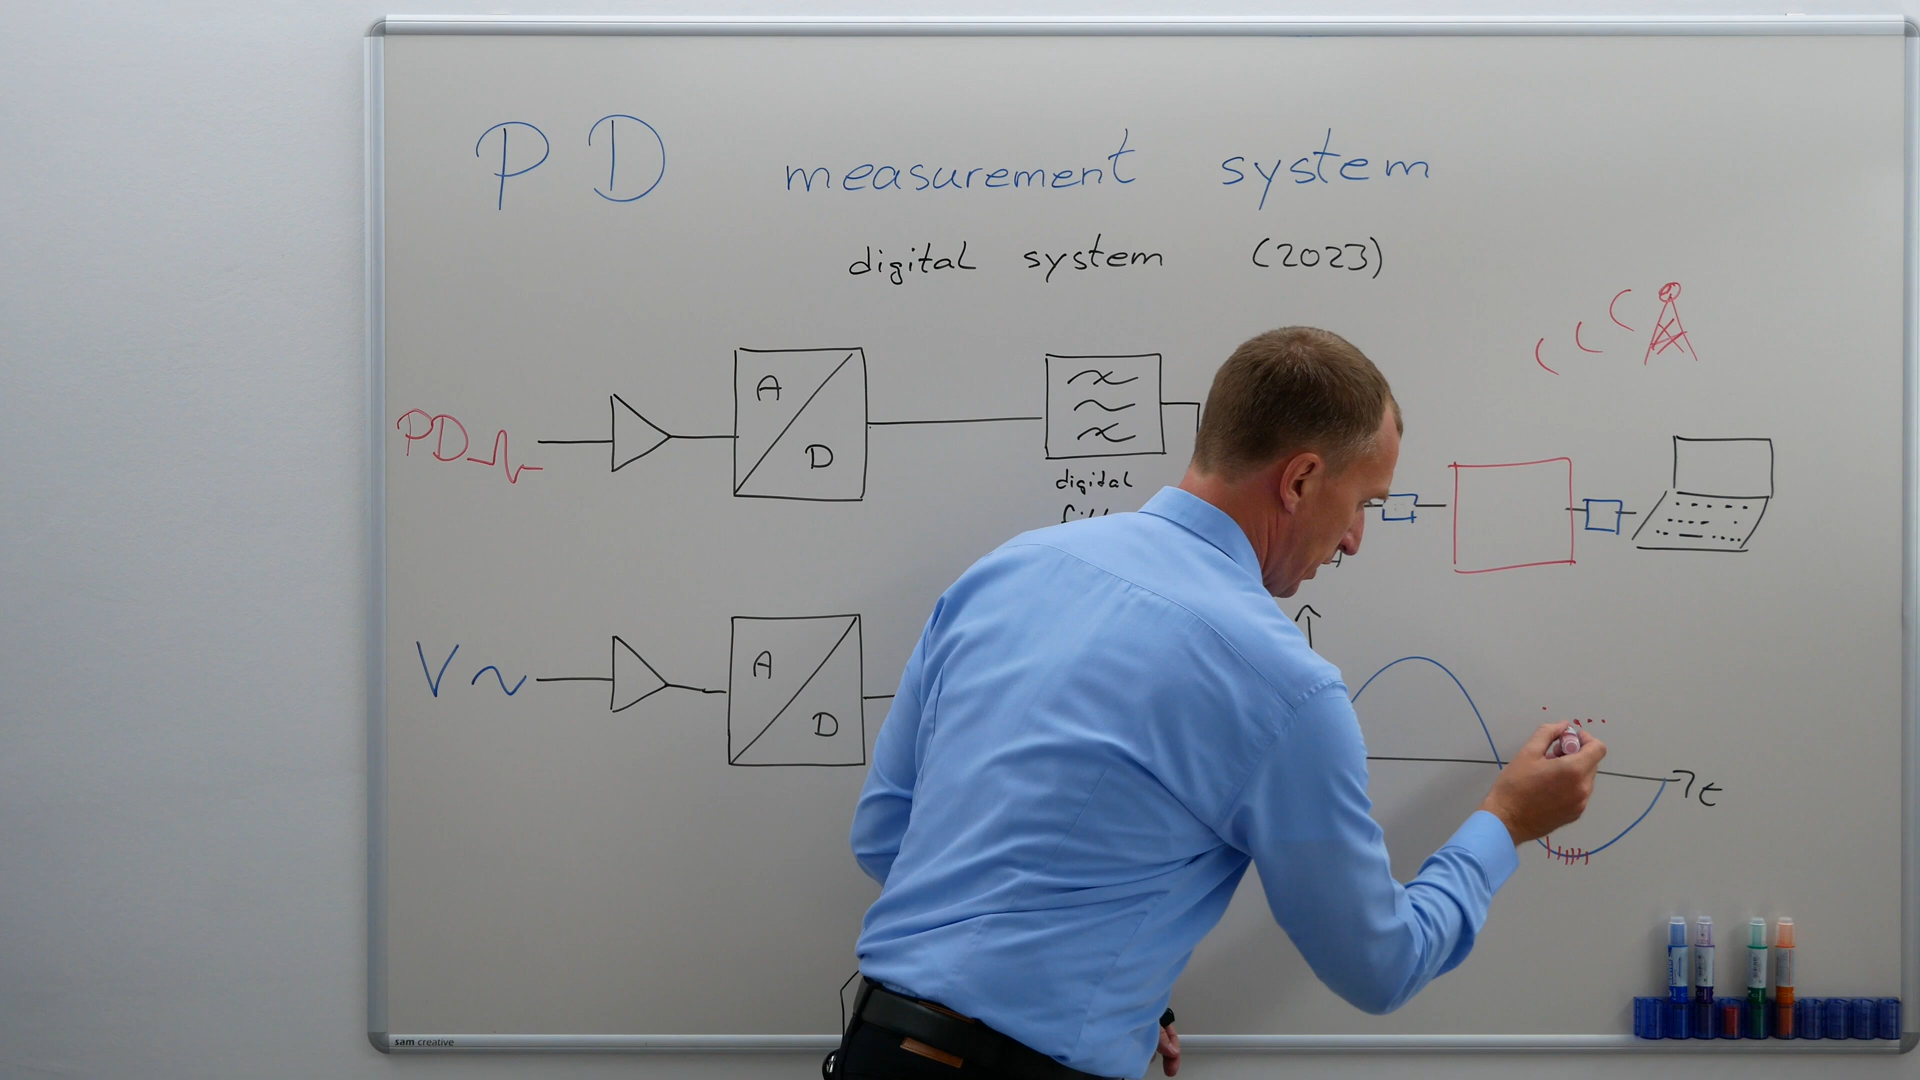 PD measurement system
digital system (2023)
PD
A
D
digital
V
A
D
t
sam creative